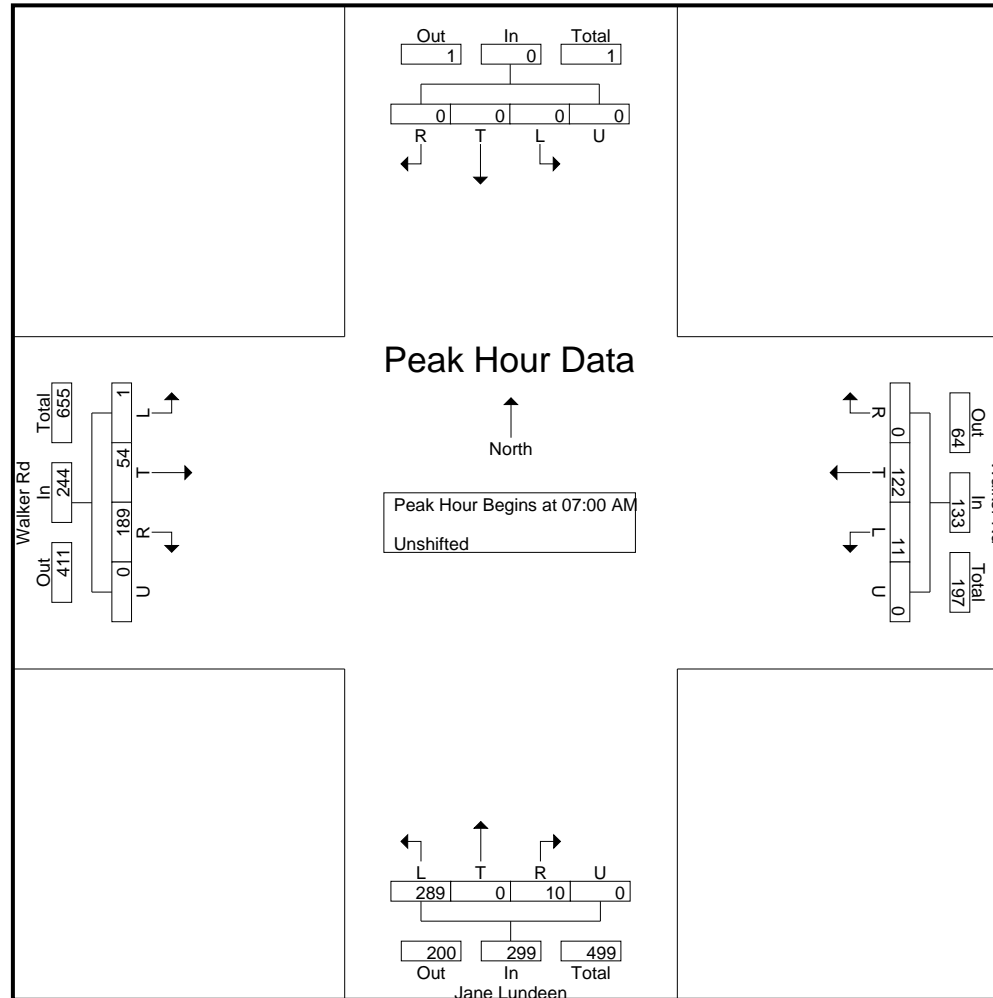 Out In Total
1 0 1
0 0 0 0
R T L U
Peak Hour Data
North
Peak Hour Begins at 07:00 AM
Unshifted
Walker Rd
Out In Total
411 244 655
1 54 189 0
L T R U
Out In Total
64 133 197
0 122 11 0
R T L U
L T R U
289 0 10 0
200 299 499
Out In Total
Jane Lundeen